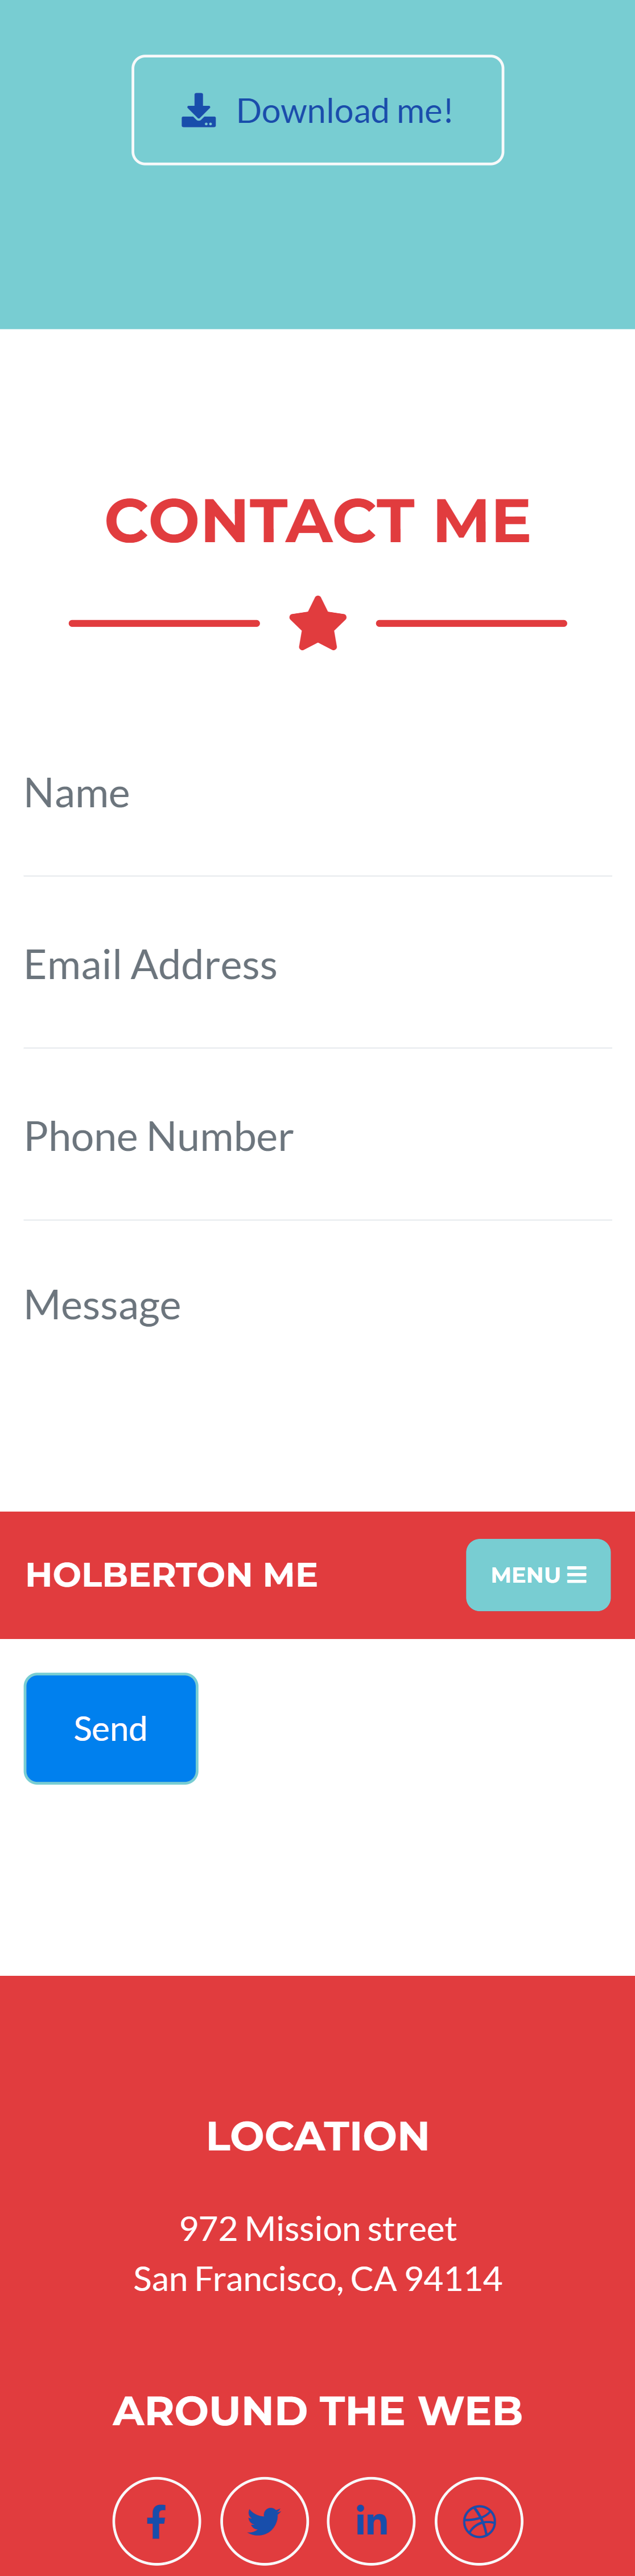 Download me!
CONTACT ME
Name
Email Address
Phone Number
Message
HOLBERTON ME
MENU
Send
LOCATION
972 Mission street
San Francisco, CA 94114
AROUND THE WEB